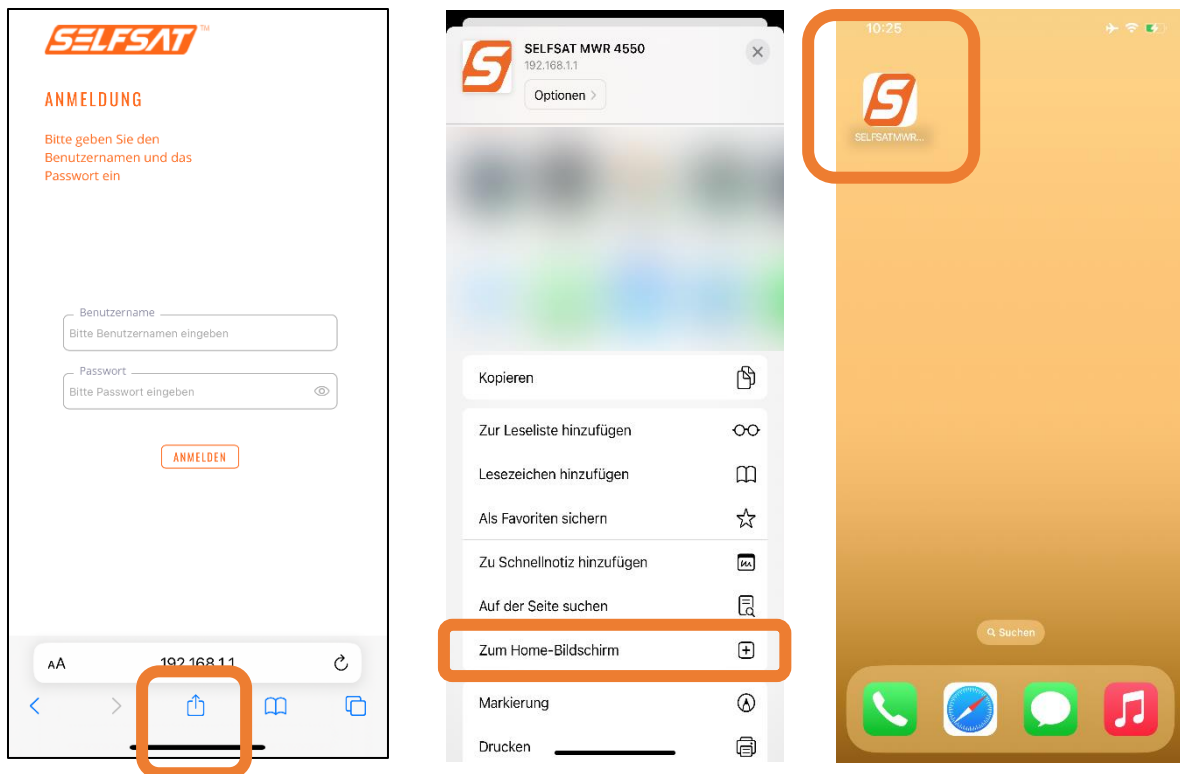 SELFSAT™
ANMELDUNG
Bitte geben Sie den
Benutzernamen und das
Passwort ein
Benutzername
Bitte Benutzernamen eingeben
Passwort
Bitte Passwort eingeben
ANMELDEN
AA
192.168.1.1
SELFSAT MWR 4550
192.168.1.1
Optionen >
Kopieren
Zur Leseliste hinzufügen
Lesezeichen hinzufügen
Als Favoriten sichern
Zu Schnellnotiz hinzufügen
Auf der Seite suchen
Zum Home-Bildschirm
Markierung
Drucken
10:25
SELFSATMWR...
Suchen